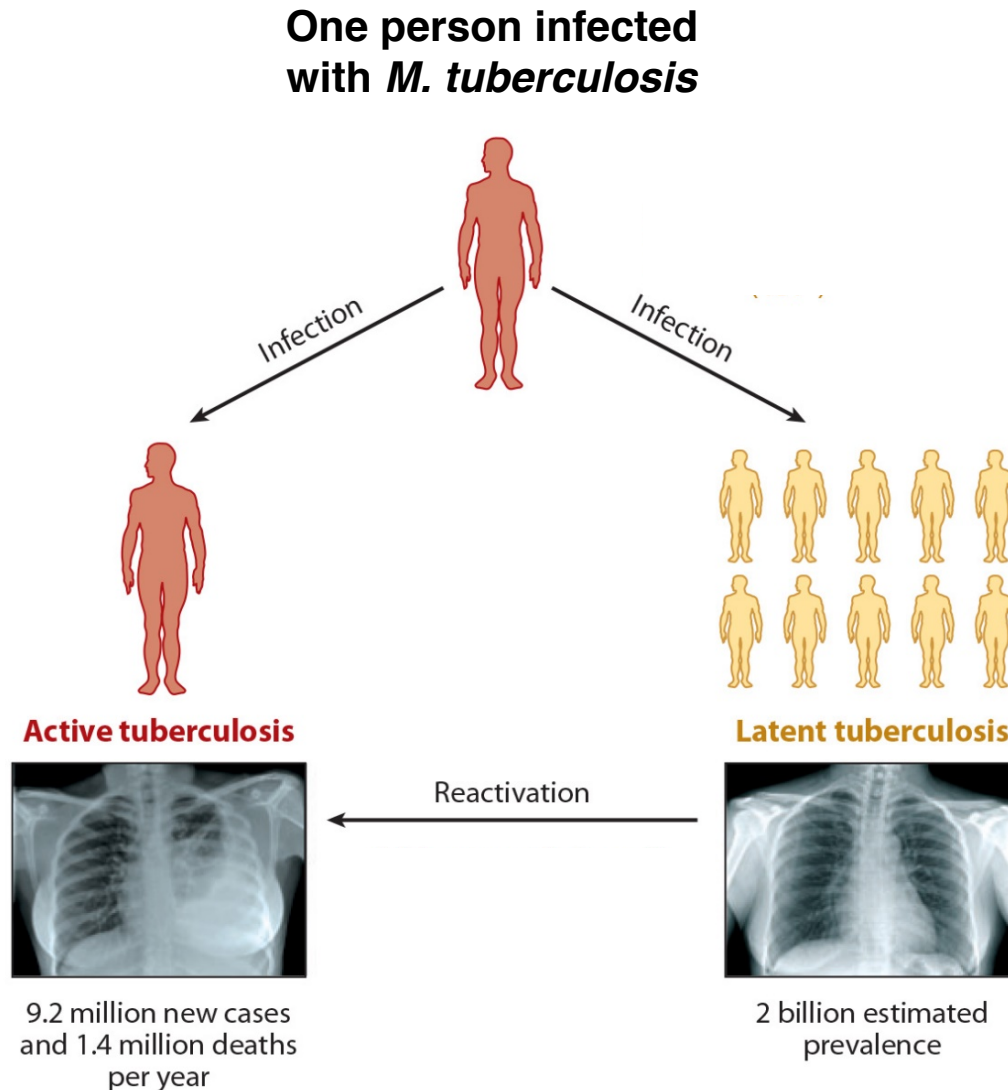 One person infected
with M. tuberculosis
Infection
Infection
Active tuberculosis
Latent tuberculosis
Reactivation
9.2 million new cases
and 1.4 million deaths
per year
2 billion estimated
prevalence